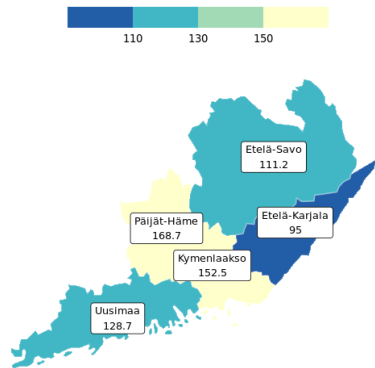 110 130 150
Etelä-Savo
111.2
Etelä-Karjala
95
Päijät-Häme
168.7
Kymenlaakso
152.5
Uusimaa
128.7